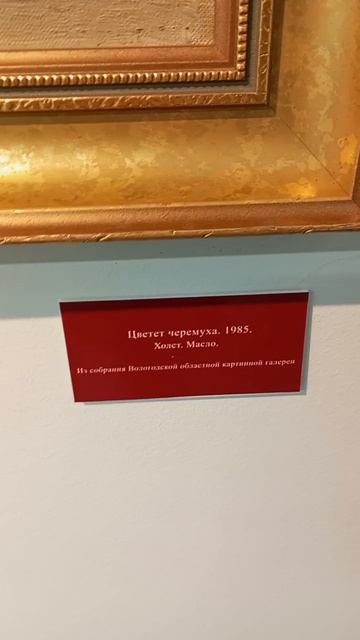 Цветет черемуха. 1985.
Холст. Масло.
Из собрания Вологодской областной картинной галереи